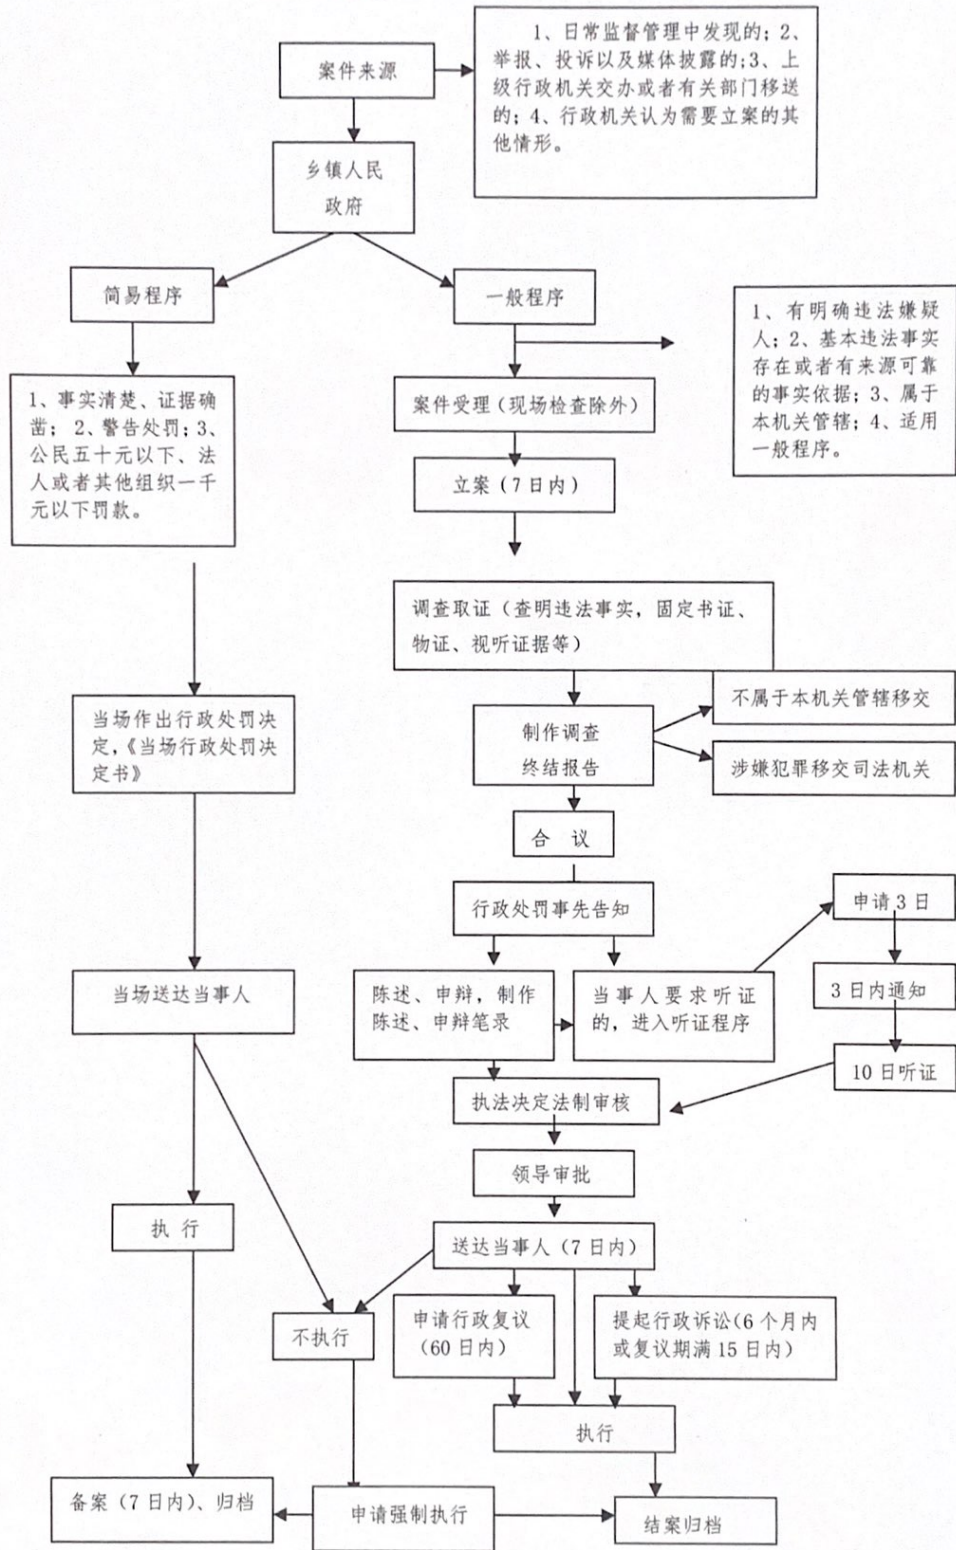 案件来源
1、日常监督管理中发现的；2、
举报、投诉以及媒体披露的;3、上
级行政机关交办或者有关部门移送
的；4、行政机关认为需要立案的其
他情形。
乡镇人民
政府
简易程序
一般程序
1、有明确违法嫌疑
人；2、基本违法事实
存在或者有来源可靠
的事实依据；3、属于
本机关管辖；4、适用
一般程序。
1、事实清楚、证据确
凿； 2、警告处罚；3、
公民五十元以下、法
人或者其他组织一千
元以下罚款。
案件受理（现场检查除外）
立案（7日内）
调查取证（查明违法事实，固定书证、
物证、视听证据等）
当场作出行政处罚决
定，《当场行政处罚决
定书》
制作调查
终结报告
不属于本机关管辖移交
涉嫌犯罪移交司法机关
合 议
行政处罚事先告知
申请3日
当场送达当事人
陈述、申辩，制作
陈述、申辩笔录
当事人要求听证
的，进入听证程序
3日内通知
10日听证
执法决定法制审核
领导审批
执 行
送达当事人（7日内）
不执行
申请行政复议
（60日内）
提起行政诉讼(6个月内
或复议期满15日内）
执行
备案（7日内）、归档
申请强制执行
结案归档